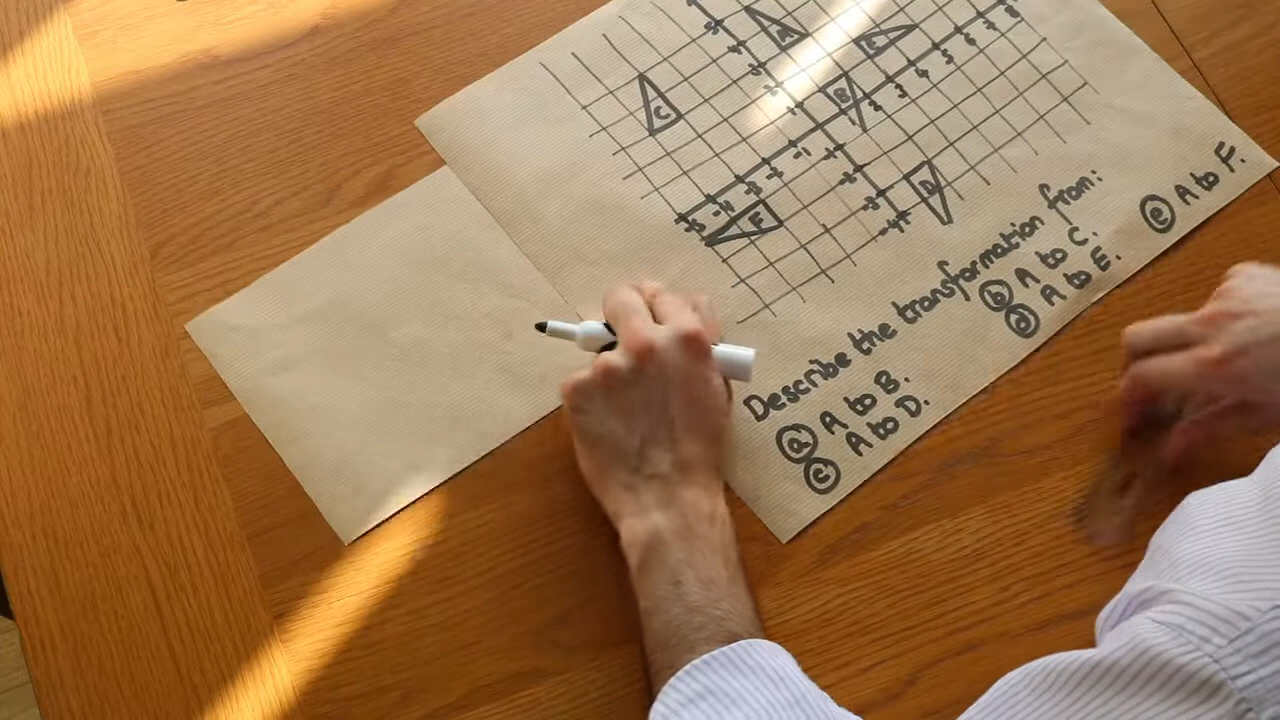 A
E
B
C
D
F
Describe the transformation from:
ⓐ A to B. ⓑ A to C.
ⓒ A to D. ⓓ A to E. ⓔ A to F.